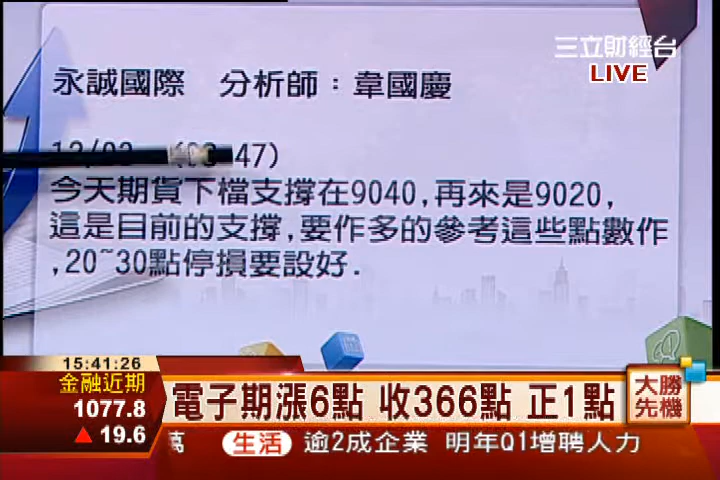 三立財經台
LIVE
永誠國際　分析師：韋國慶
47)
今天期貨下檔支撐在9040,再來是9020,
這是目前的支撐,要作多的參考這些點數作
,20~30點停損要設好.
15:41:26
金融近期
1077.8
▲19.6
電子期漲6點 收366點 正1點
大勝
先機
萬 生活 逾2成企業 明年Q1增聘人力